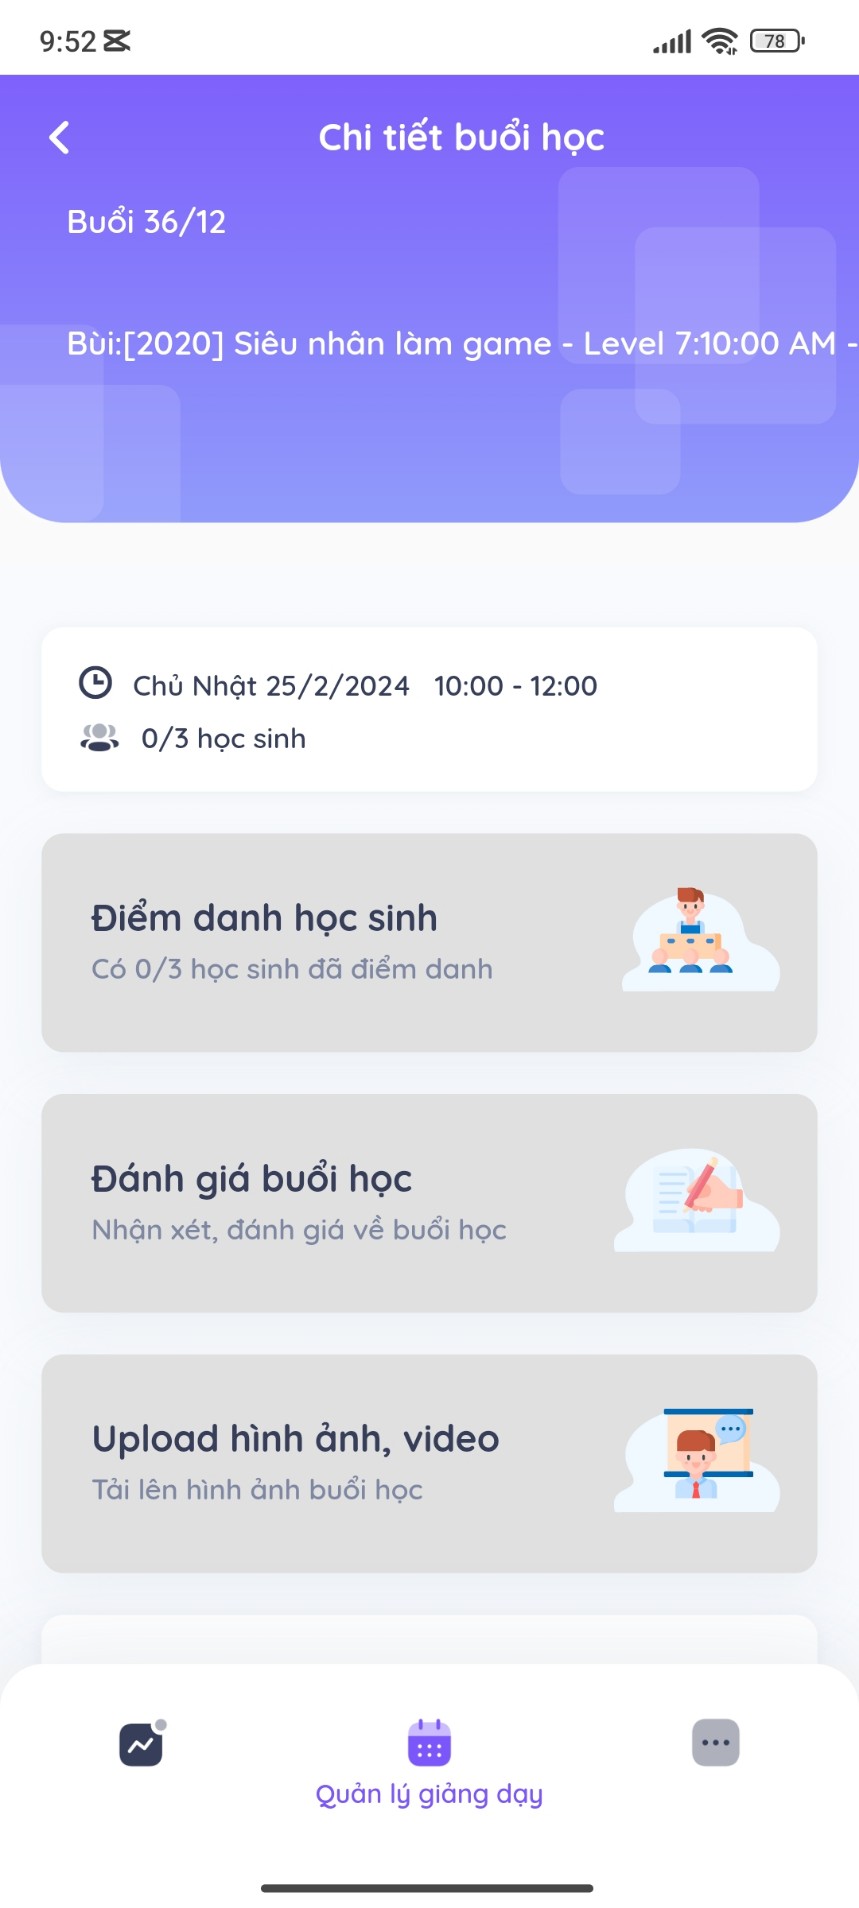 9:52
78
Chi tiết buổi học
Buổi 36/12
Bùi:[2020] Siêu nhân làm game - Level 7:10:00 AM -
Chủ Nhật 25/2/2024 10:00 - 12:00
0/3 học sinh
Điểm danh học sinh
Có 0/3 học sinh đã điểm danh
Đánh giá buổi học
Nhận xét, đánh giá về buổi học
Upload hình ảnh, video
Tải lên hình ảnh buổi học
Quản lý giảng dạy